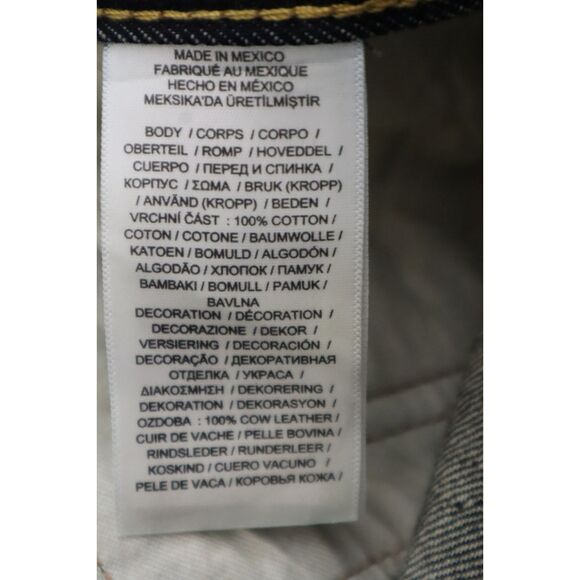 MADE IN MEXICO
FABRIQUÉ AU MEXIQUE
HECHO EN MÉXICO
MEKSIKA'DA ÜRETİLMİŞTİR
BODY / CORPS / CORPO /
OBERTEIL / ROMP / HOVEDDEL /
CUERPO / ПЕРЕД И СПИНКА /
КОРПУС / ΣΩΜΑ / BRUK (KROPP)
/ ANVÄND (KROPP) / BEDEN /
VRCHNÍ ČÁST : 100% COTTON /
COTON / COTONE / BAUMWOLLE /
KATOEN / BOMULD / ALGODÓN /
ALGODÃO / ХЛОПОК / ПАМУК /
BAMBAKI / BOMULL / PAMUK /
BAVLNA
DECORATION / DÉCORATION /
DECORAZIONE / DEKOR /
VERSIERING / DECORACIÓN /
DECORAÇÃO / ДЕКОРАТИВНАЯ
ОТДЕЛКА / УКРАСА /
ΔΙΑΚΟΣΜΗΣΗ / DEKORERING /
DEKORATION / DEKORASYON /
OZDOBA : 100% COW LEATHER /
CUIR DE VACHE / PELLE BOVINA /
RINDSLEDER / RUNDERLEER /
KOSKIND / CUERO VACUNO /
PELE DE VACA / КОРОВЬЯ КОЖА /